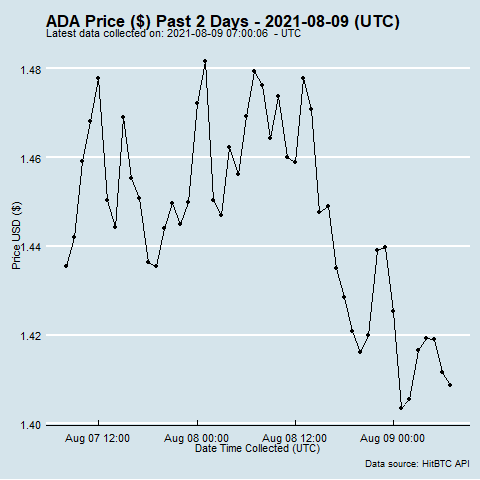 ADA Price ($) Past 2 Days - 2021-08-09 (UTC)
Latest data collected on: 2021-08-09 07:00:06  - UTC
1.48
1.46
1.44
1.42
1.40
Price USD ($)
Aug 07 12:00
Aug 08 00:00
Aug 08 12:00
Aug 09 00:00
Date Time Collected (UTC)
Data source: HitBTC API